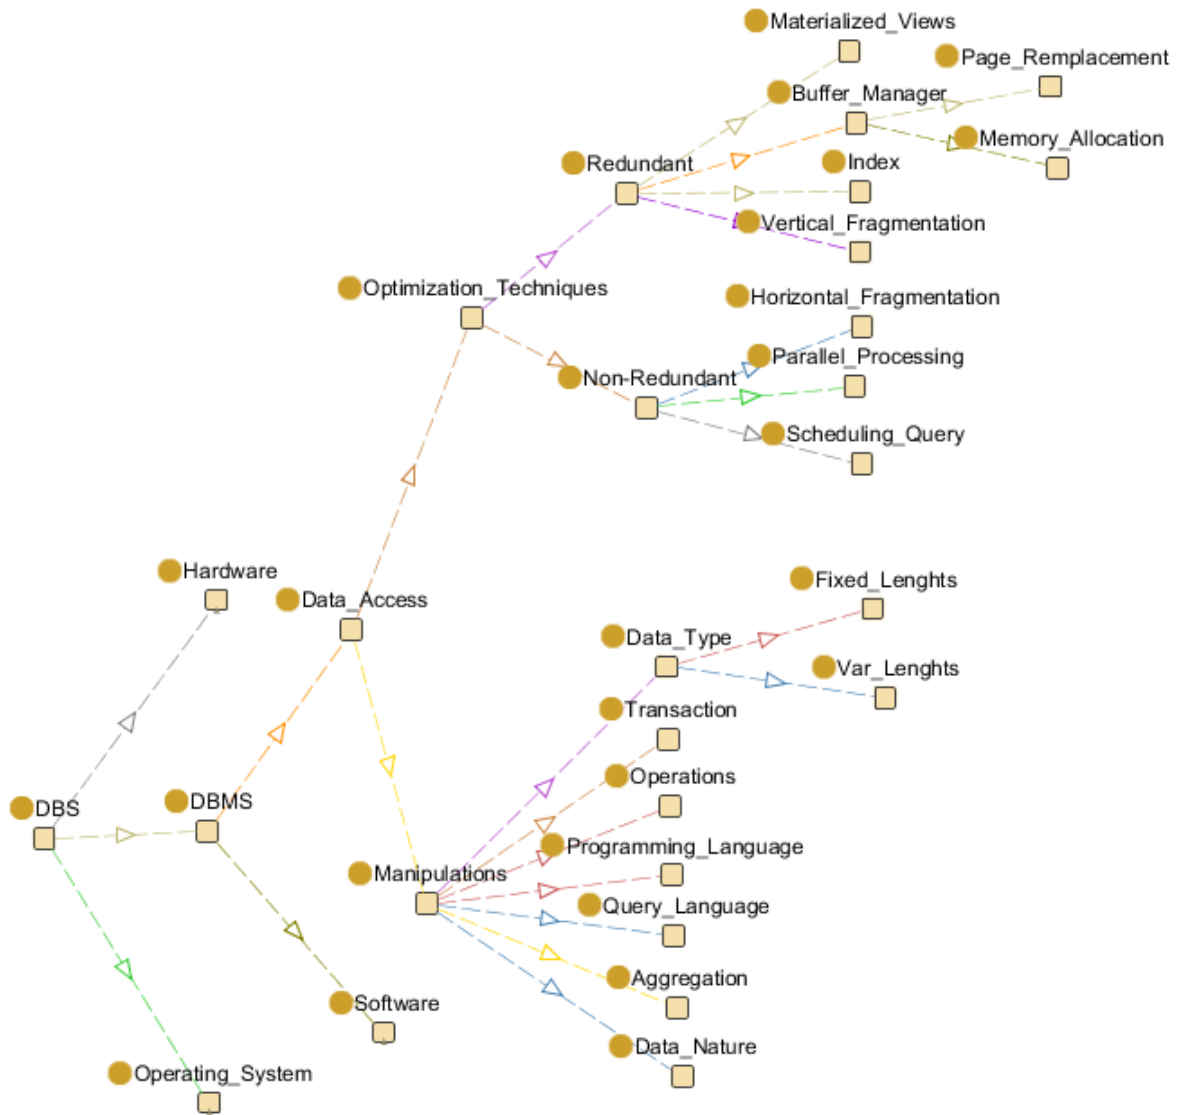 Materialized_Views
Page_Remplacement
Buffer_Manager
Memory_Allocation
Redundant
Index
Vertical_Fragmentation
Optimization_Techniques
Horizontal_Fragmentation
Parallel_Processing
Non-Redundant
Scheduling_Query
Hardware
Data_Access
Fixed_Lenghts
Data_Type
Var_Lenghts
Transaction
Operations
DBS
DBMS
Programming_Language
Manipulations
Query_Language
Aggregation
Software
Data_Nature
Operating_System